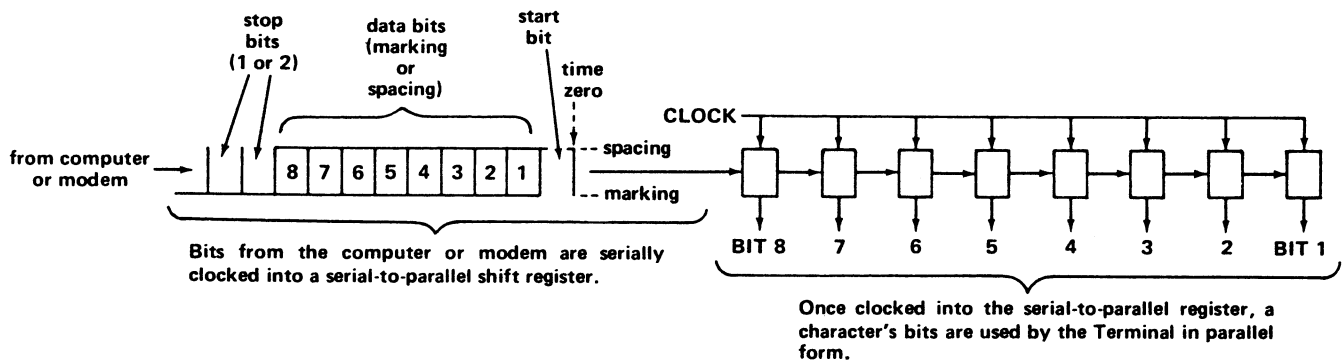 stop
bits
(1 or 2)
data bits
(marking
or
spacing)
start
bit
time
zero
CLOCK
from computer
or modem
8 7 6 5 4 3 2 1
spacing
marking
BIT 8 7 6 5 4 3 2 BIT 1
Bits from the computer or modem are serially
clocked into a serial-to-parallel shift register.
Once clocked into the serial-to-parallel register, a
character's bits are used by the Terminal in parallel
form.